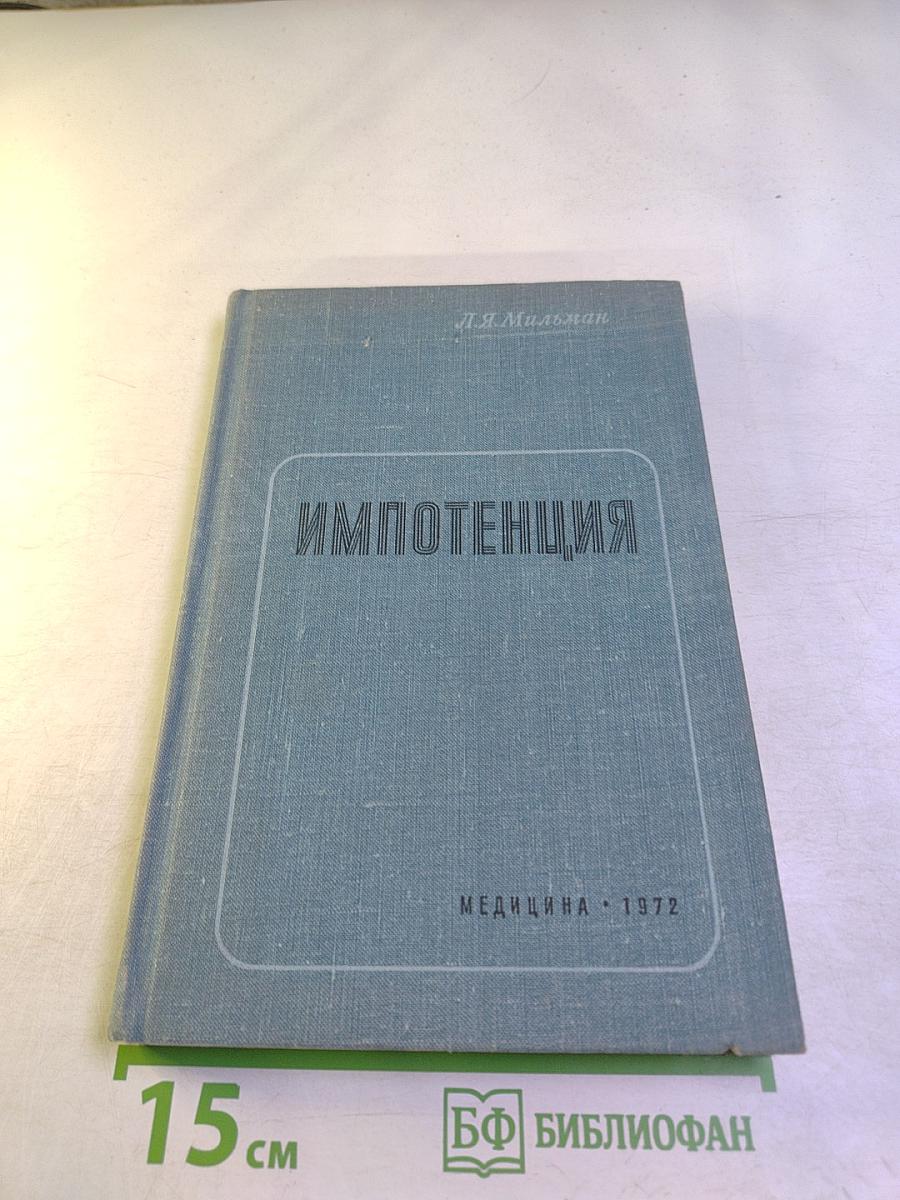 Л.Я.Мильман
ИМПОТЕНЦИЯ
МЕДИЦИНА • 1972
15 см
БФ БИБЛИОФАН